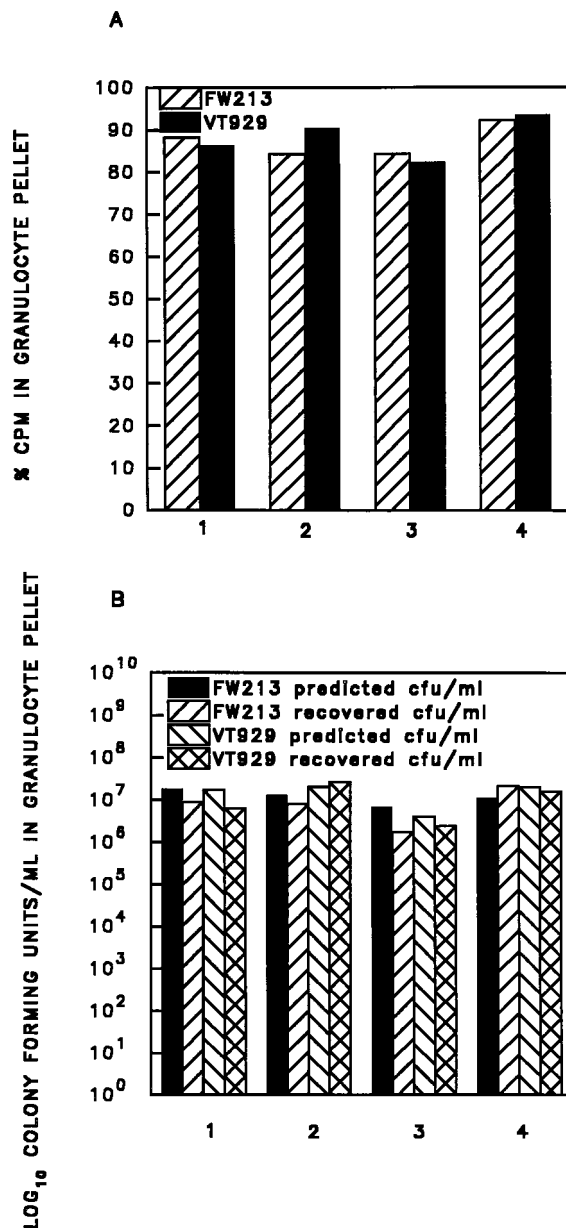 A
% CPM IN GRANULOCYTE PELLET
100
90
80
70
60
50
40
30
20
10
0
FW213
VT929
1 2 3 4
B
LOG10 COLONY FORMING UNITS/ML IN GRANULOCYTE PELLET
10^10
10^9
10^8
10^7
10^6
10^5
10^4
10^3
10^2
10^1
10^0
FW213 predicted cfu/ml
FW213 recovered cfu/ml
VT929 predicted cfu/ml
VT929 recovered cfu/ml
1 2 3 4